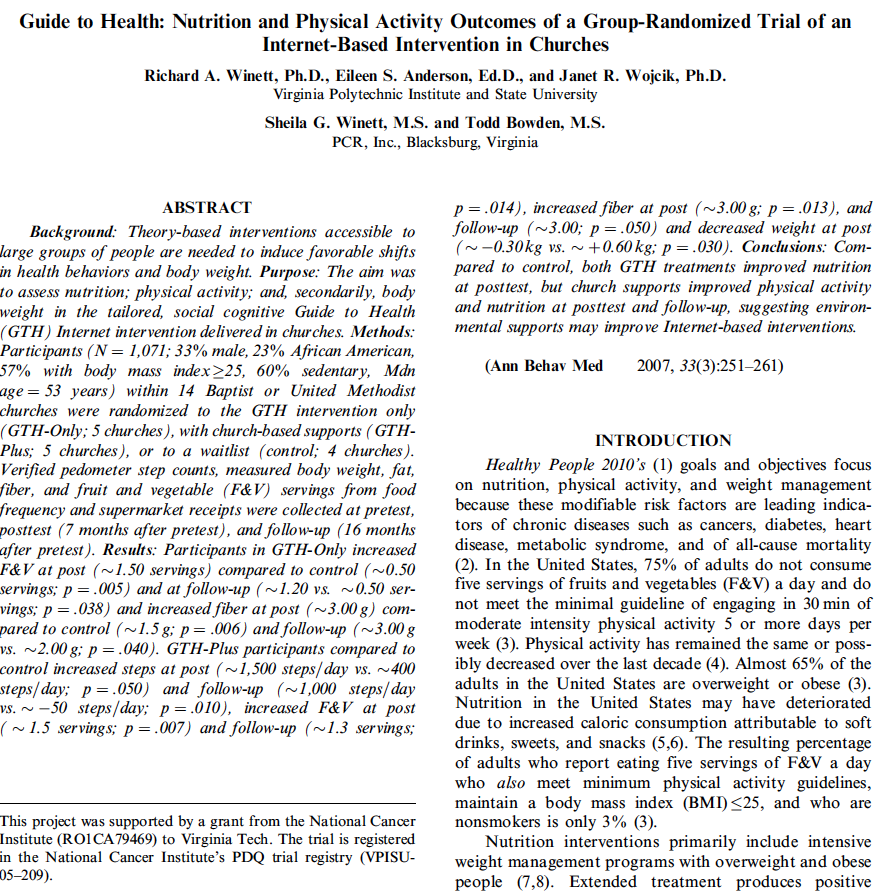 Guide to Health: Nutrition and Physical Activity Outcomes of a Group-Randomized Trial of an
Internet-Based Intervention in Churches
Richard A. Winett, Ph.D., Eileen S. Anderson, Ed.D., and Janet R. Wojcik, Ph.D.
Virginia Polytechnic Institute and State University
Sheila G. Winett, M.S. and Todd Bowden, M.S.
PCR, Inc., Blacksburg, Virginia
ABSTRACT
Background: Theory-based interventions accessible to
large groups of people are needed to induce favorable shifts
in health behaviors and body weight. Purpose: The aim was
to assess nutrition; physical activity; and, secondarily, body
weight in the tailored, social cognitive Guide to Health
(GTH) Internet intervention delivered in churches. Methods:
Participants (N = 1,071; 33% male, 23% African American,
57% with body mass index ≥25, 60% sedentary, Mdn
age = 53 years) within 14 Baptist or United Methodist
churches were randomized to the GTH intervention only
(GTH-Only; 5 churches), with church-based supports (GTH-
Plus; 5 churches), or to a waitlist (control; 4 churches).
Verified pedometer step counts, measured body weight, fat,
fiber, and fruit and vegetable (F&V) servings from food
frequency and supermarket receipts were collected at pretest,
posttest (7 months after pretest), and follow-up (16 months
after pretest). Results: Participants in GTH-Only increased
F&V at post (~1.50 servings) compared to control (~0.50
servings; p = .005) and at follow-up (~1.20 vs. ~0.50 ser-
vings; p = .038) and increased fiber at post (~3.00 g) com-
pared to control (~1.5 g; p = .006) and follow-up (~3.00 g
vs. ~2.00 g; p = .040). GTH-Plus participants compared to
control increased steps at post (~1,500 steps/day vs. ~400
steps/day; p = .050) and follow-up (~1,000 steps/day
vs. ~ −50 steps/day; p = .010), increased F&V at post
(~ 1.5 servings; p = .007) and follow-up (~1.3 servings;
This project was supported by a grant from the National Cancer
Institute (RO1CA79469) to Virginia Tech. The trial is registered
in the National Cancer Institute's PDQ trial registry (VPISU-
05–209).
p = .014), increased fiber at post (~3.00 g; p = .013), and
follow-up (~3.00; p = .050) and decreased weight at post
(~ −0.30 kg vs. ~ +0.60 kg; p = .030). Conclusions: Com-
pared to control, both GTH treatments improved nutrition
at posttest, but church supports improved physical activity
and nutrition at posttest and follow-up, suggesting environ-
mental supports may improve Internet-based interventions.
(Ann Behav Med 2007, 33(3):251–261)
INTRODUCTION
Healthy People 2010's (1) goals and objectives focus
on nutrition, physical activity, and weight management
because these modifiable risk factors are leading indica-
tors of chronic diseases such as cancers, diabetes, heart
disease, metabolic syndrome, and of all-cause mortality
(2). In the United States, 75% of adults do not consume
five servings of fruits and vegetables (F&V) a day and do
not meet the minimal guideline of engaging in 30 min of
moderate intensity physical activity 5 or more days per
week (3). Physical activity has remained the same or poss-
ibly decreased over the last decade (4). Almost 65% of the
adults in the United States are overweight or obese (3).
Nutrition in the United States may have deteriorated
due to increased caloric consumption attributable to soft
drinks, sweets, and snacks (5,6). The resulting percentage
of adults who report eating five servings of F&V a day
who also meet minimum physical activity guidelines,
maintain a body mass index (BMI) ≤25, and who are
nonsmokers is only 3% (3).
Nutrition interventions primarily include intensive
weight management programs with overweight and obese
people (7,8). Extended treatment produces positive